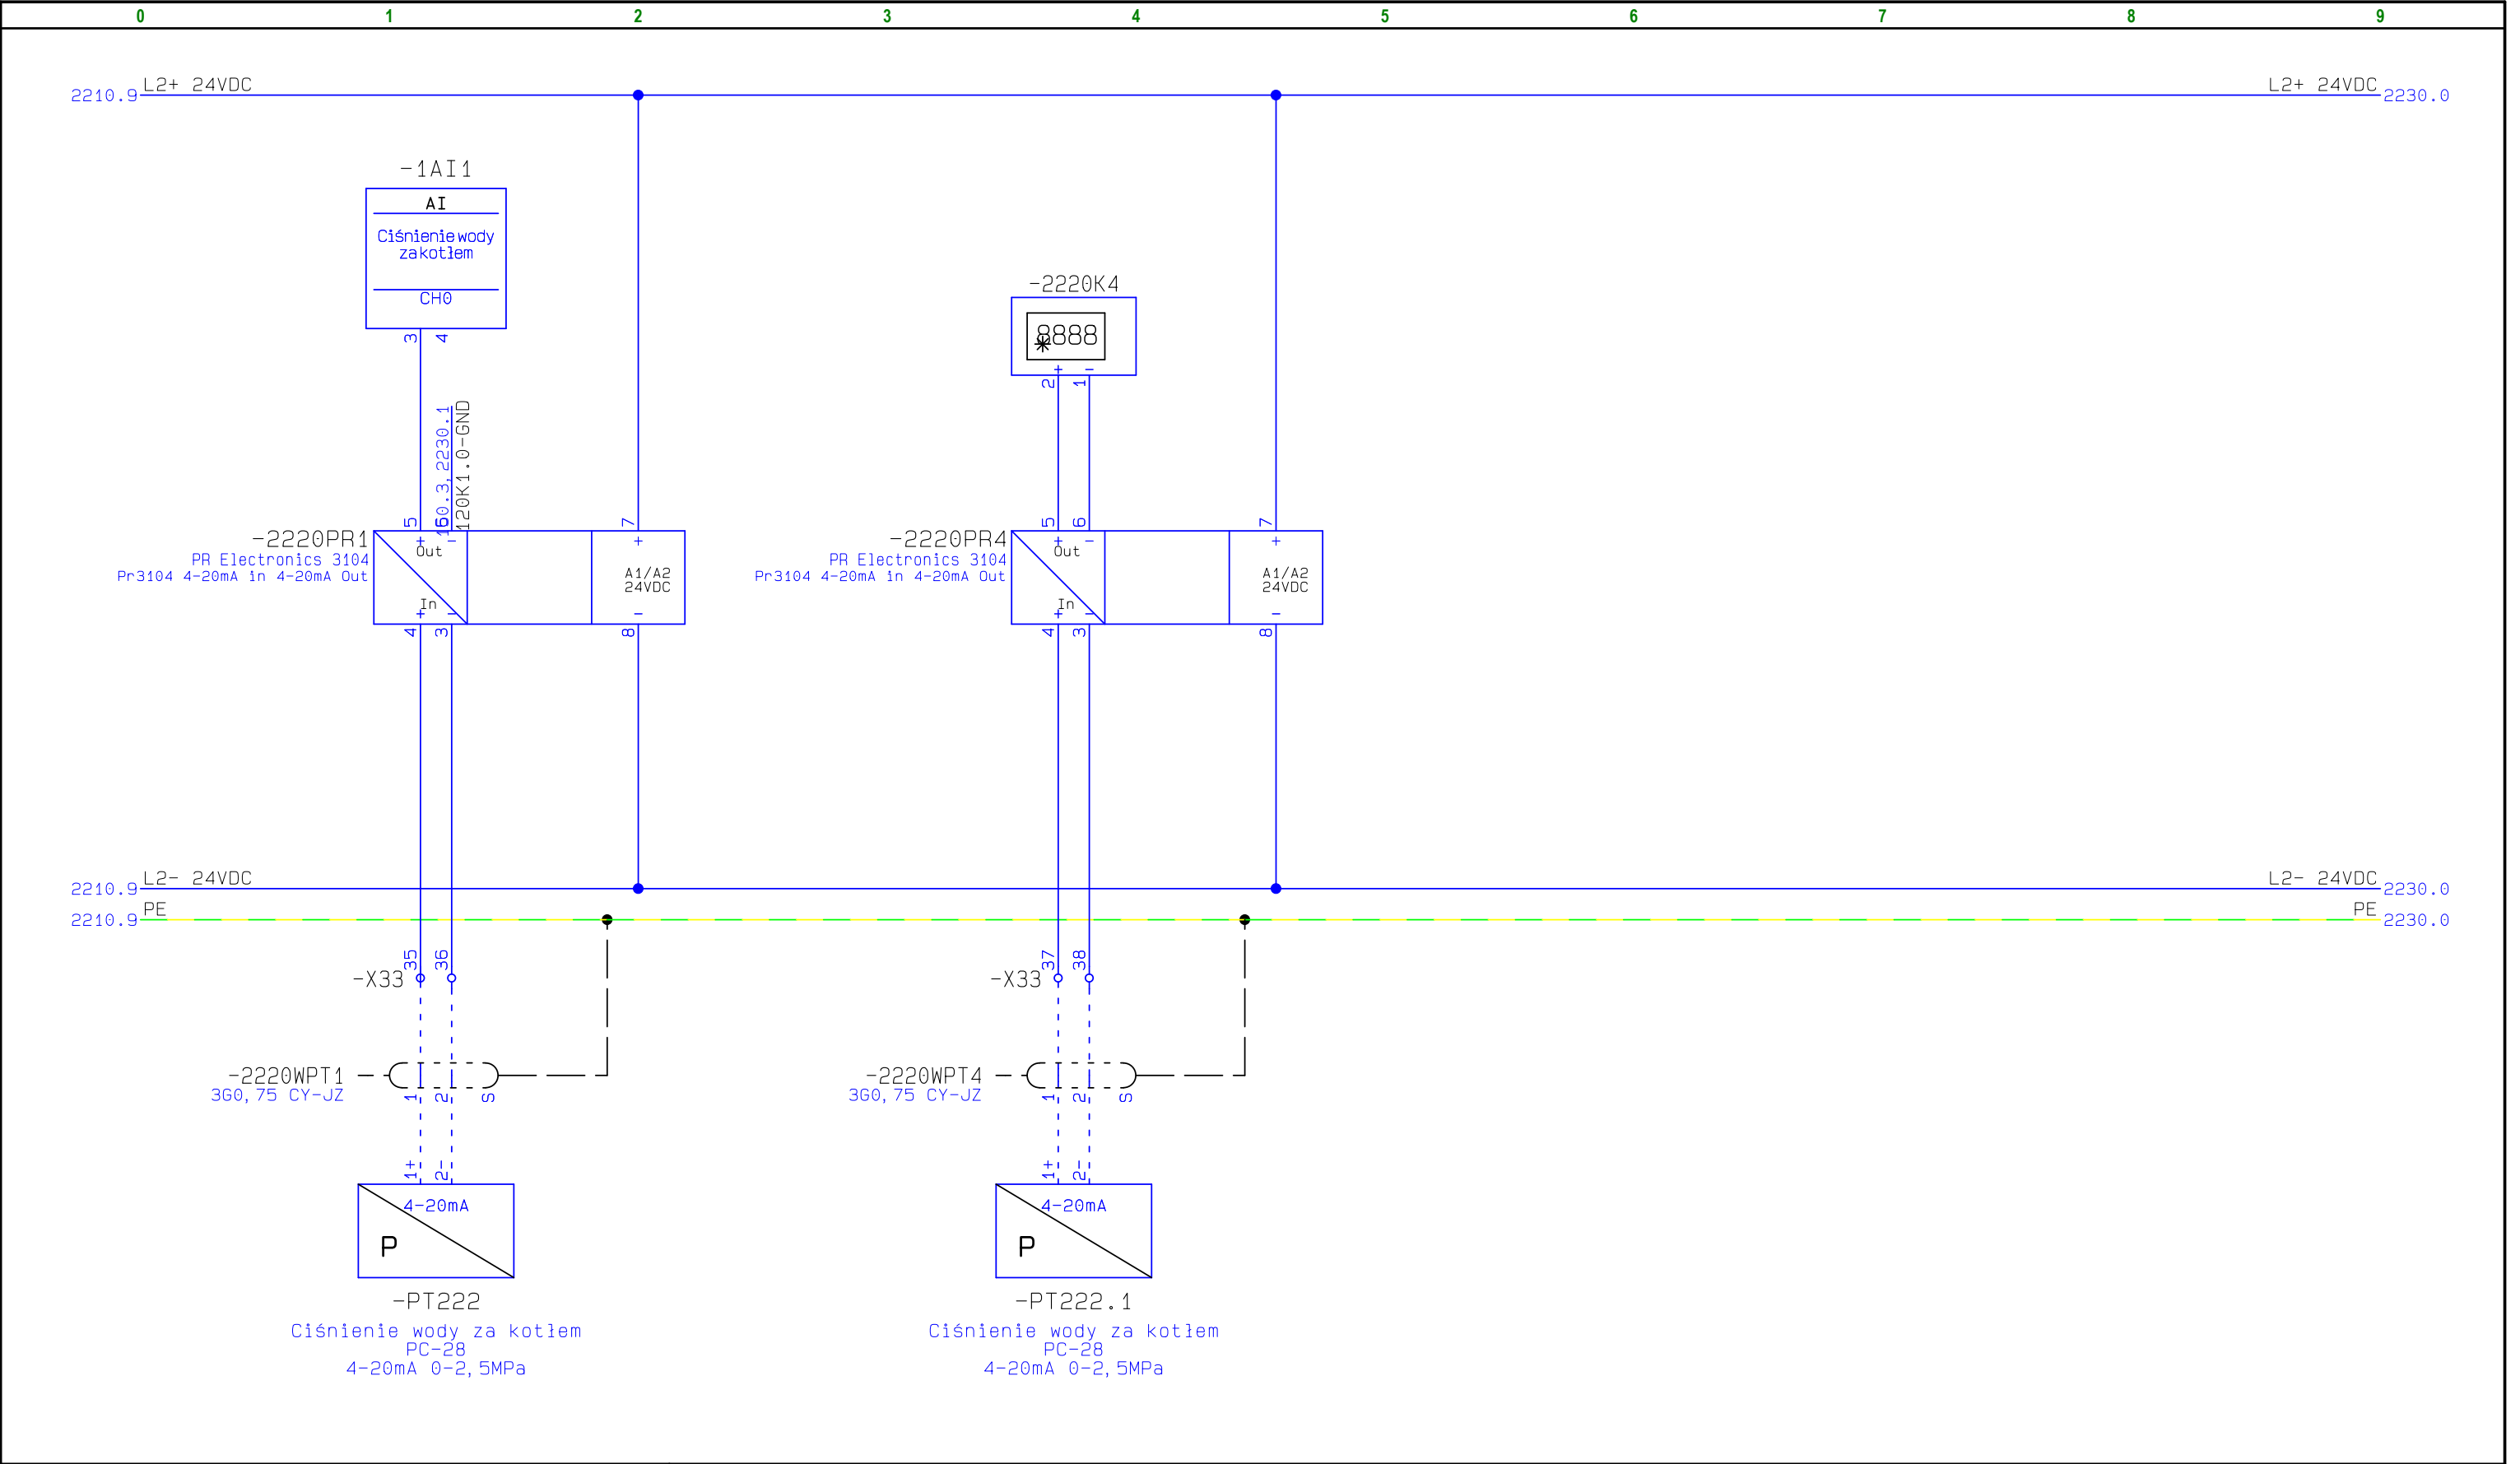 0 1 2 3 4 5 6 7 8 9
L2+ 24VDC
2210.9
L2+ 24VDC
2230.0
-1AI1
AI
Ciśnienie wody
za kotłem
CH0
3 4
-2220K4
8888
+ -
2 1
2230.1
120K1.0-GND
5 6 7
-2220PR1
PR Electronics 3104
Pr3104 4-20mA in 4-20mA Out
+ -
Out
In
+ -
+
A1/A2
24VDC
-
4 3 8
5 6 7
-2220PR4
PR Electronics 3104
Pr3104 4-20mA in 4-20mA Out
+ -
Out
In
+ -
+
A1/A2
24VDC
-
4 3 8
L2- 24VDC
2210.9
L2- 24VDC
2230.0
PE
2210.9
PE
2230.0
35 36
-X33
37 38
-X33
-2220WPT1
3G0,75 CY-JZ
1 2 S
-2220WPT4
3G0,75 CY-JZ
1 2 S
1+ 2-
4-20mA
P
-PT222
Ciśnienie wody za kotłem
PC-28
4-20mA 0-2,5MPa
1+ 2-
4-20mA
P
-PT222.1
Ciśnienie wody za kotłem
PC-28
4-20mA 0-2,5MPa